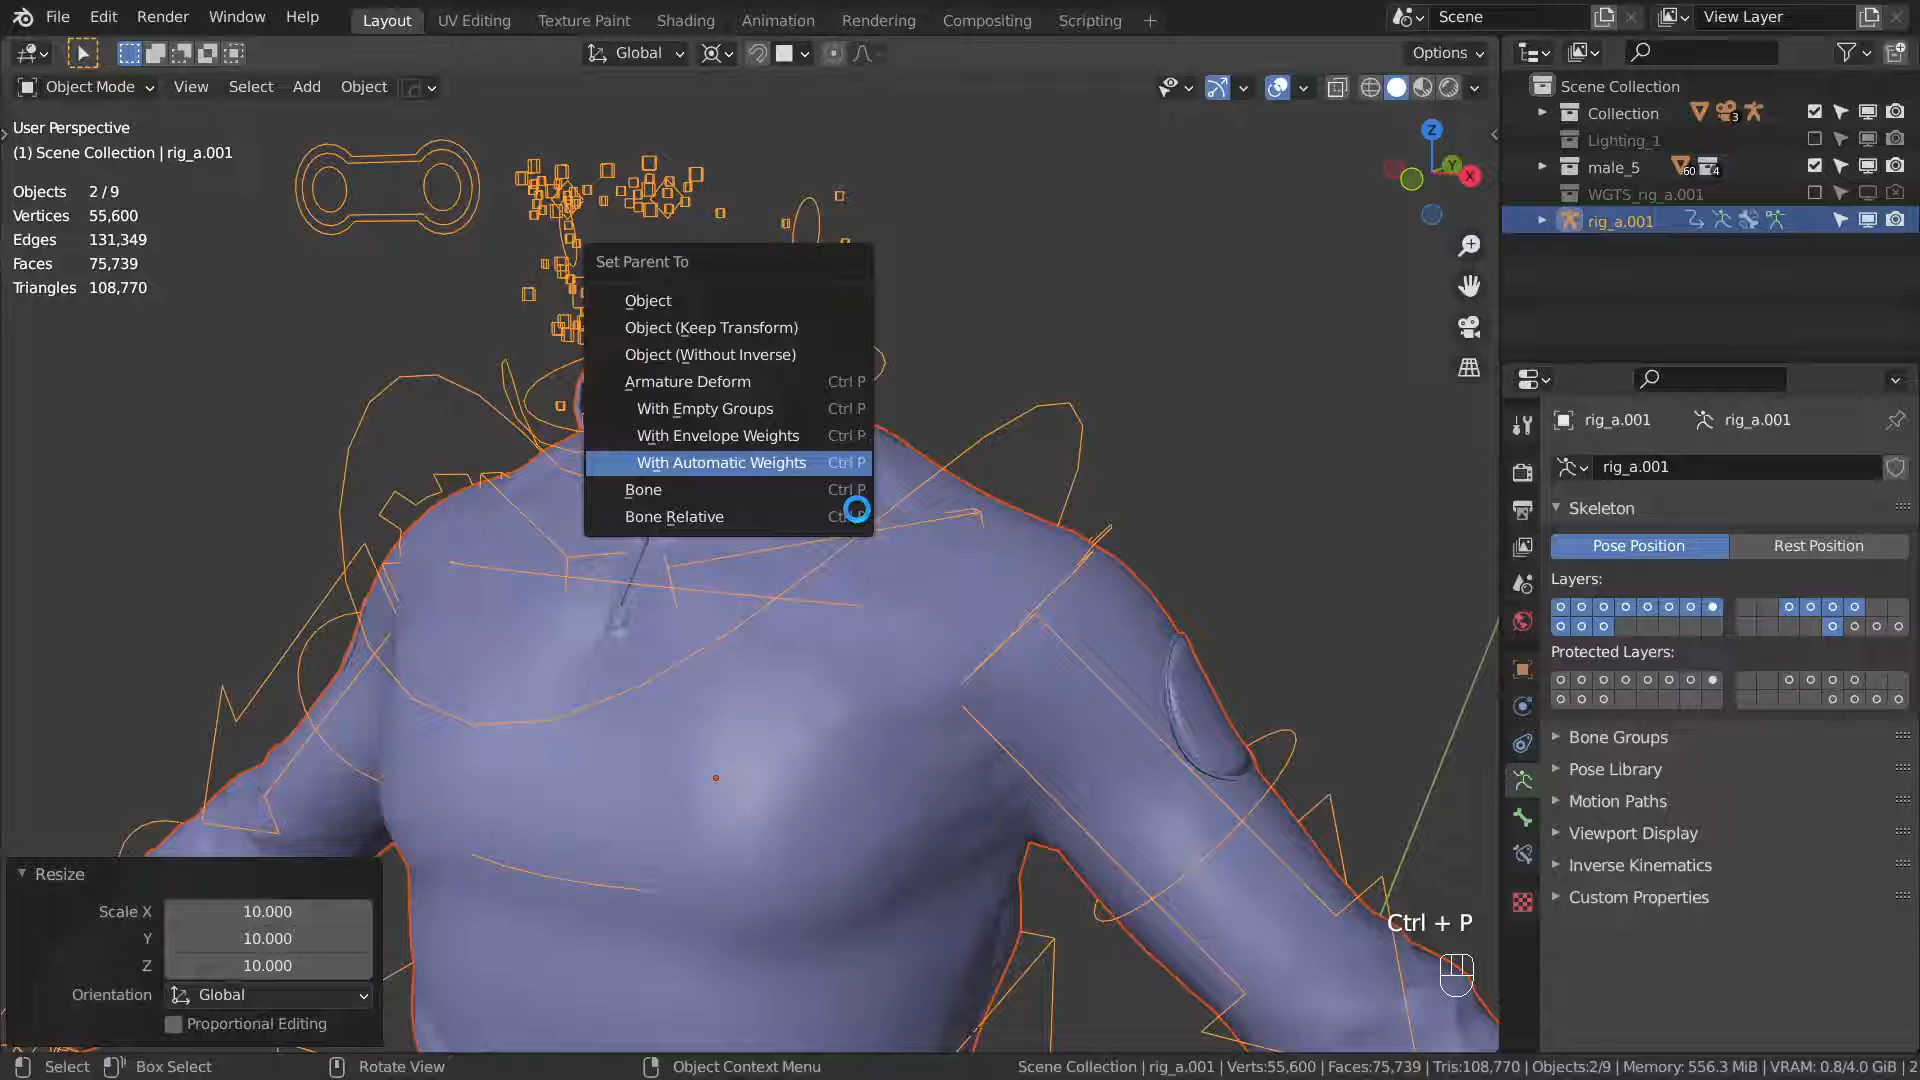 File Edit Render Window Help Layout UV Editing Texture Paint Shading Animation Rendering Compositing Scripting Scene View Layer
Global Options
Object Mode View Select Add Object
User Perspective
(1) Scene Collection | rig_a.001
Objects 2 / 9
Vertices 55,600
Edges 131,349
Faces 75,739
Triangles 108,770
Z
Y
X
Set Parent To
Object
Object (Keep Transform)
Object (Without Inverse)
Armature Deform Ctrl P
With Empty Groups Ctrl P
With Envelope Weights Ctrl P
With Automatic Weights Ctrl P
Bone Ctrl P
Bone Relative
Resize
Scale X 10.000
Y 10.000
Z 10.000
Orientation Global
Proportional Editing
Ctrl + P
Scene Collection
Collection 3
Lighting_1
male_5 60 4
WGTS_rig_a.001
rig_a.001
rig_a.001 rig_a.001
rig_a.001
Skeleton
Pose Position Rest Position
Layers:
Protected Layers:
Bone Groups
Pose Library
Motion Paths
Viewport Display
Inverse Kinematics
Custom Properties
Select Box Select Rotate View Object Context Menu Scene Collection | rig_a.001 | Verts:55,600 | Faces:75,739 | Tris:108,770 | Objects:2/9 | Memory: 556.3 MiB | VRAM: 0.8/4.0 GiB | 2